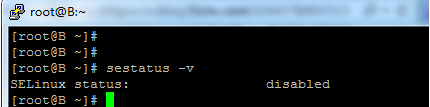 root@B:~
[root@B ~]#
[root@B ~]#
[root@B ~]# sestatus -v
SELinux status:                 disabled
[root@B ~]#